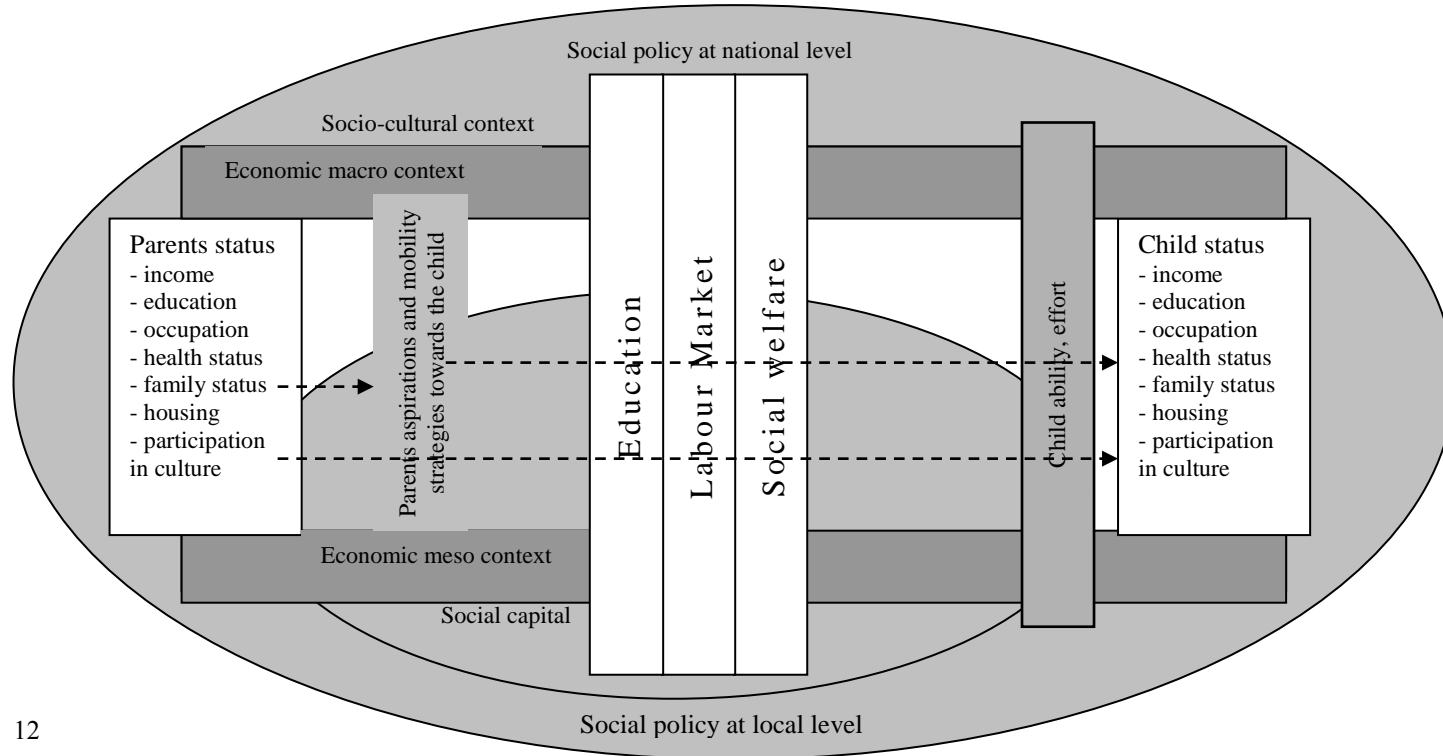 Social policy at national level
Socio-cultural context
Economic macro context
Parents status
- income
- education
- occupation
- health status
- family status
- housing
- participation
in culture
Parents aspirations and mobility
strategies towards the child
Education
Labour Market
Social welfare
Child ability, effort
Child status
- income
- education
- occupation
- health status
- family status
- housing
- participation
in culture
Economic meso context
Social capital
Social policy at local level
12